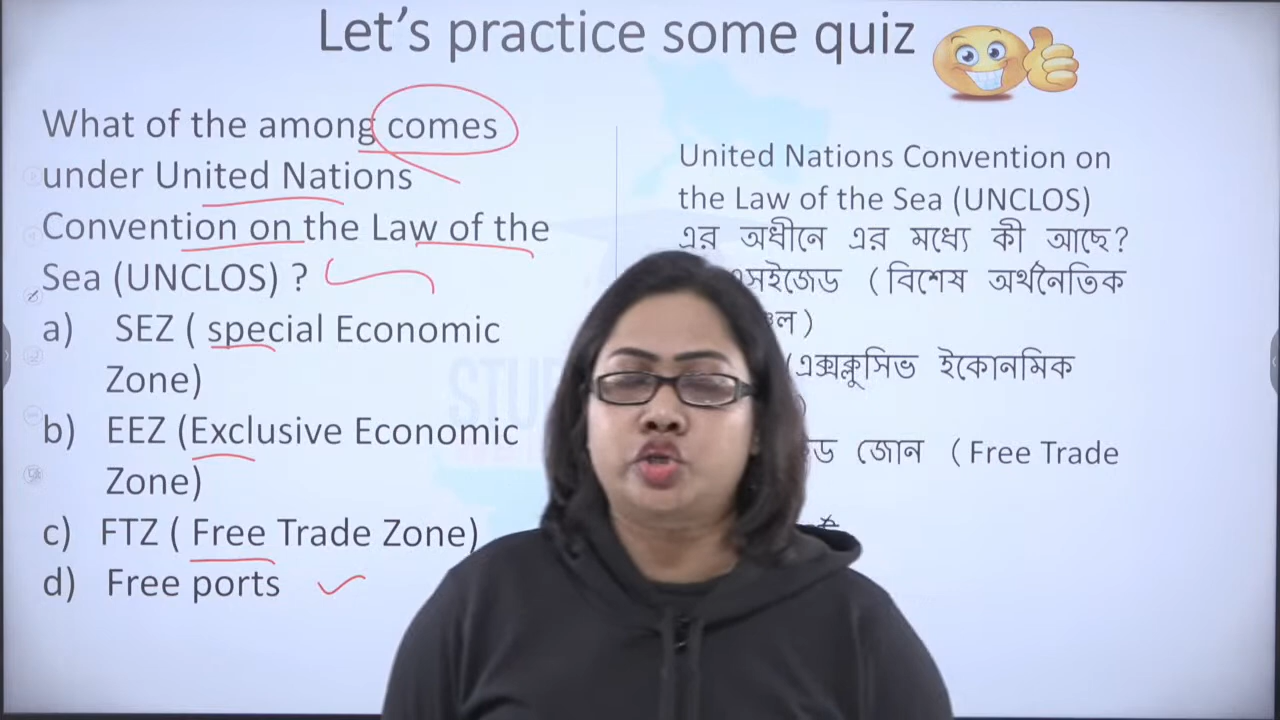 Let's practice some quiz
What of the among comes
under United Nations
Convention on the Law of the
Sea (UNCLOS) ?
a) SEZ ( special Economic
Zone)
b) EEZ (Exclusive Economic
Zone)
c) FTZ ( Free Trade Zone)
d) Free ports
United Nations Convention on
the Law of the Sea (UNCLOS)
এর অধীনে এর মধ্যে কী আছে?
(বিশেষ অর্থনৈতিক
)
(এক্সক্লুসিভ ইকোনমিক
)
জোন ( Free Trade